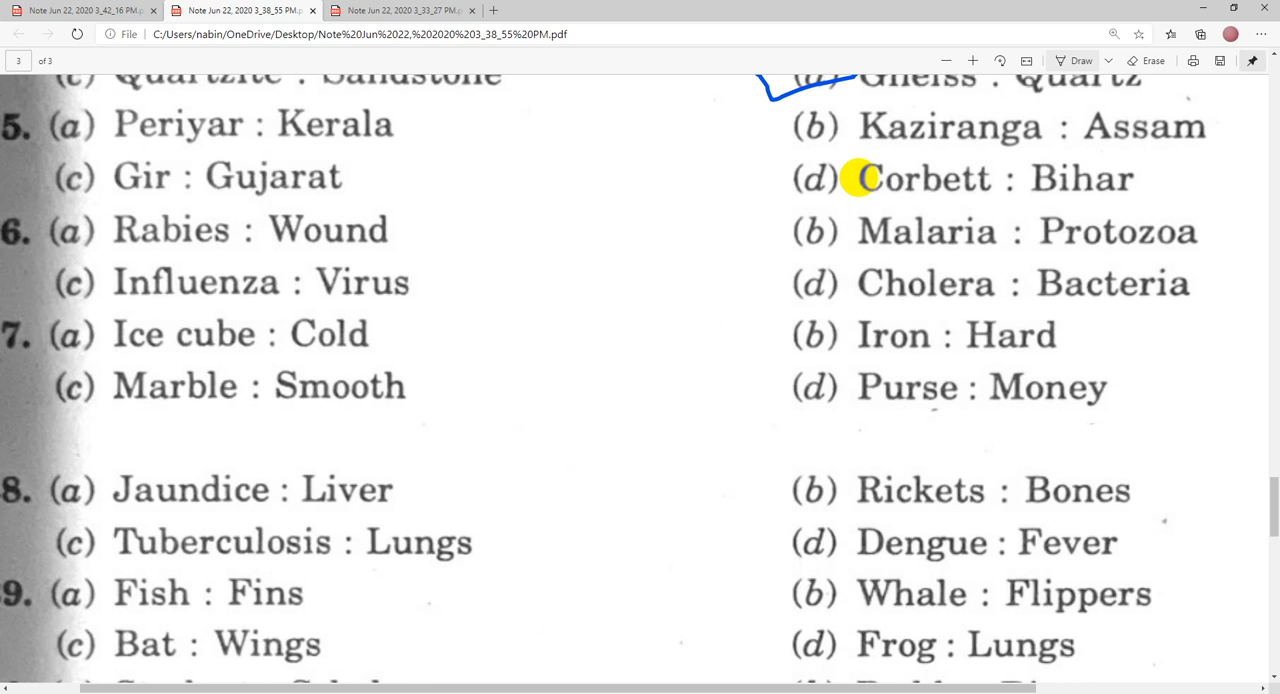 Note Jun 22, 2020 3_42_16 PM.p
Note Jun 22, 2020 3_38_55 PM.p
Note Jun 22, 2020 3_33_27 PM.p
File C:/Users/nabin/OneDrive/Desktop/Note%20Jun%2022,%202020%203_38_55%20PM.pdf
3 of 3 Draw Erase
(c) Quartzite : Sandstone (d) Gneiss : Quartz
5. (a) Periyar : Kerala (b) Kaziranga : Assam
(c) Gir : Gujarat (d) Corbett : Bihar
6. (a) Rabies : Wound (b) Malaria : Protozoa
(c) Influenza : Virus (d) Cholera : Bacteria
7. (a) Ice cube : Cold (b) Iron : Hard
(c) Marble : Smooth (d) Purse : Money
8. (a) Jaundice : Liver (b) Rickets : Bones
(c) Tuberculosis : Lungs (d) Dengue : Fever
9. (a) Fish : Fins (b) Whale : Flippers
(c) Bat : Wings (d) Frog : Lungs